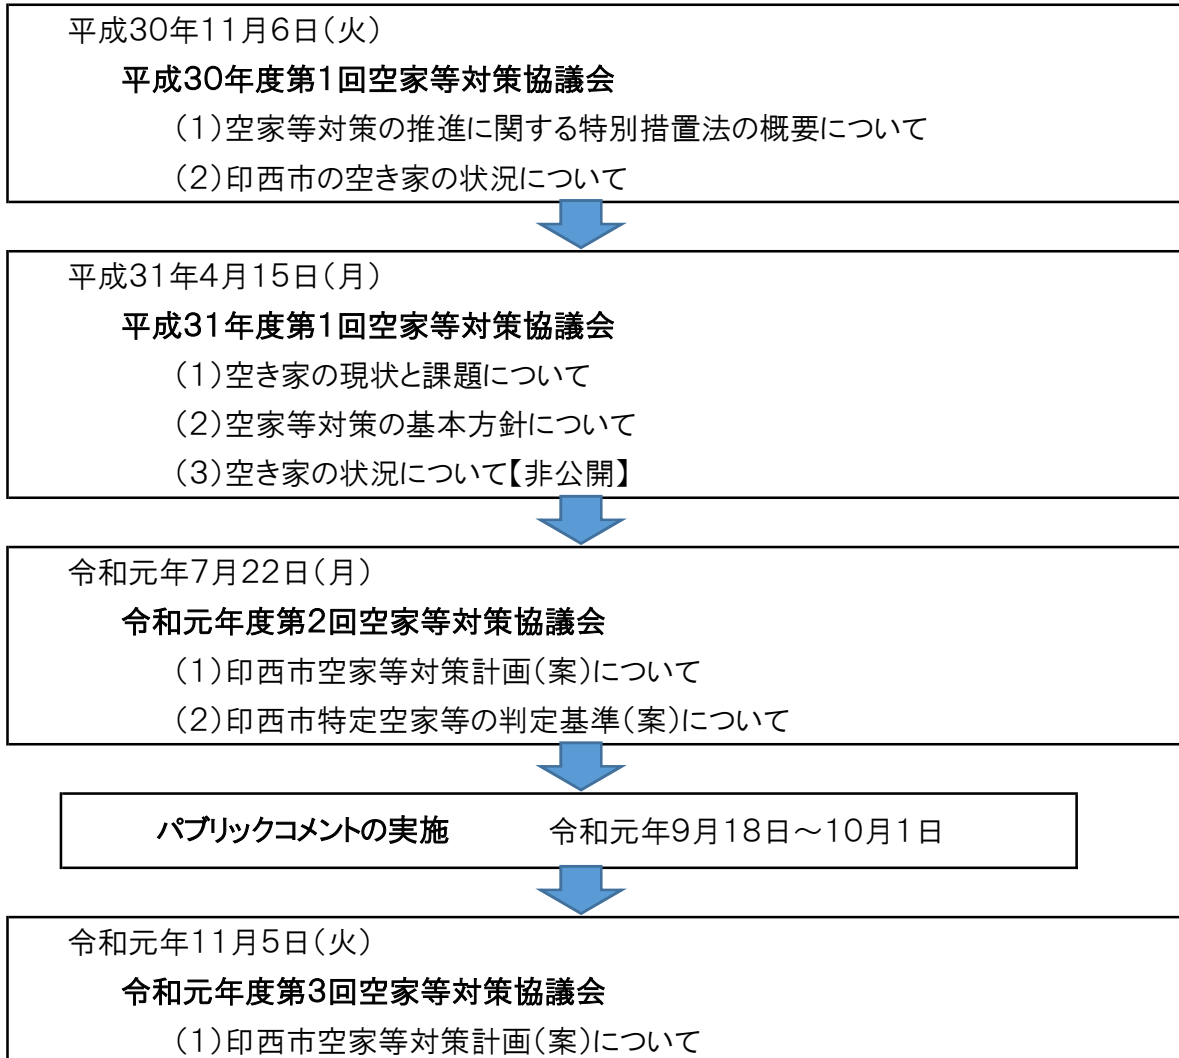 平成30年11月6日(火)
平成30年度第1回空家等対策協議会
(1)空家等対策の推進に関する特別措置法の概要について
(2)印西市の空き家の状況について
平成31年4月15日(月)
平成31年度第1回空家等対策協議会
(1)空き家の現状と課題について
(2)空家等対策の基本方針について
(3)空き家の状況について【非公開】
令和元年7月22日(月)
令和元年度第2回空家等対策協議会
(1)印西市空家等対策計画(案)について
(2)印西市特定空家等の判定基準(案)について
パブリックコメントの実施 令和元年9月18日~10月1日
令和元年11月5日(火)
令和元年度第3回空家等対策協議会
(1)印西市空家等対策計画(案)について